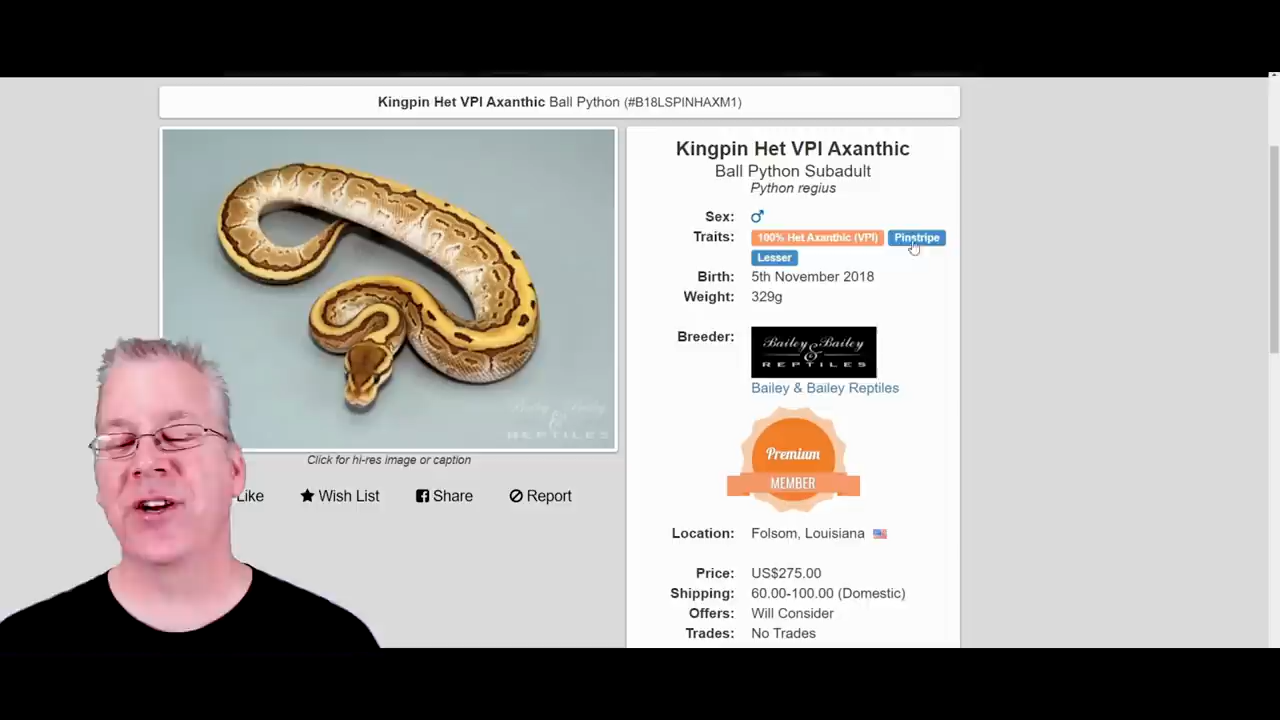 Kingpin Het VPI Axanthic Ball Python (#B18LSPINHAXM1)
Bailey & Bailey
REPTILES
Click for hi-res image or caption
Like
Wish List
Share
Report
Kingpin Het VPI Axanthic
Ball Python Subadult
Python regius
Sex: ♂
Traits: 100% Het Axanthic (VPI) Pinstripe
Lesser
Birth: 5th November 2018
Weight: 329g
Breeder:
Bailey & Bailey
REPTILES
Bailey & Bailey Reptiles
Premium
MEMBER
Location: Folsom, Louisiana
Price: US$275.00
Shipping: 60.00-100.00 (Domestic)
Offers: Will Consider
Trades: No Trades